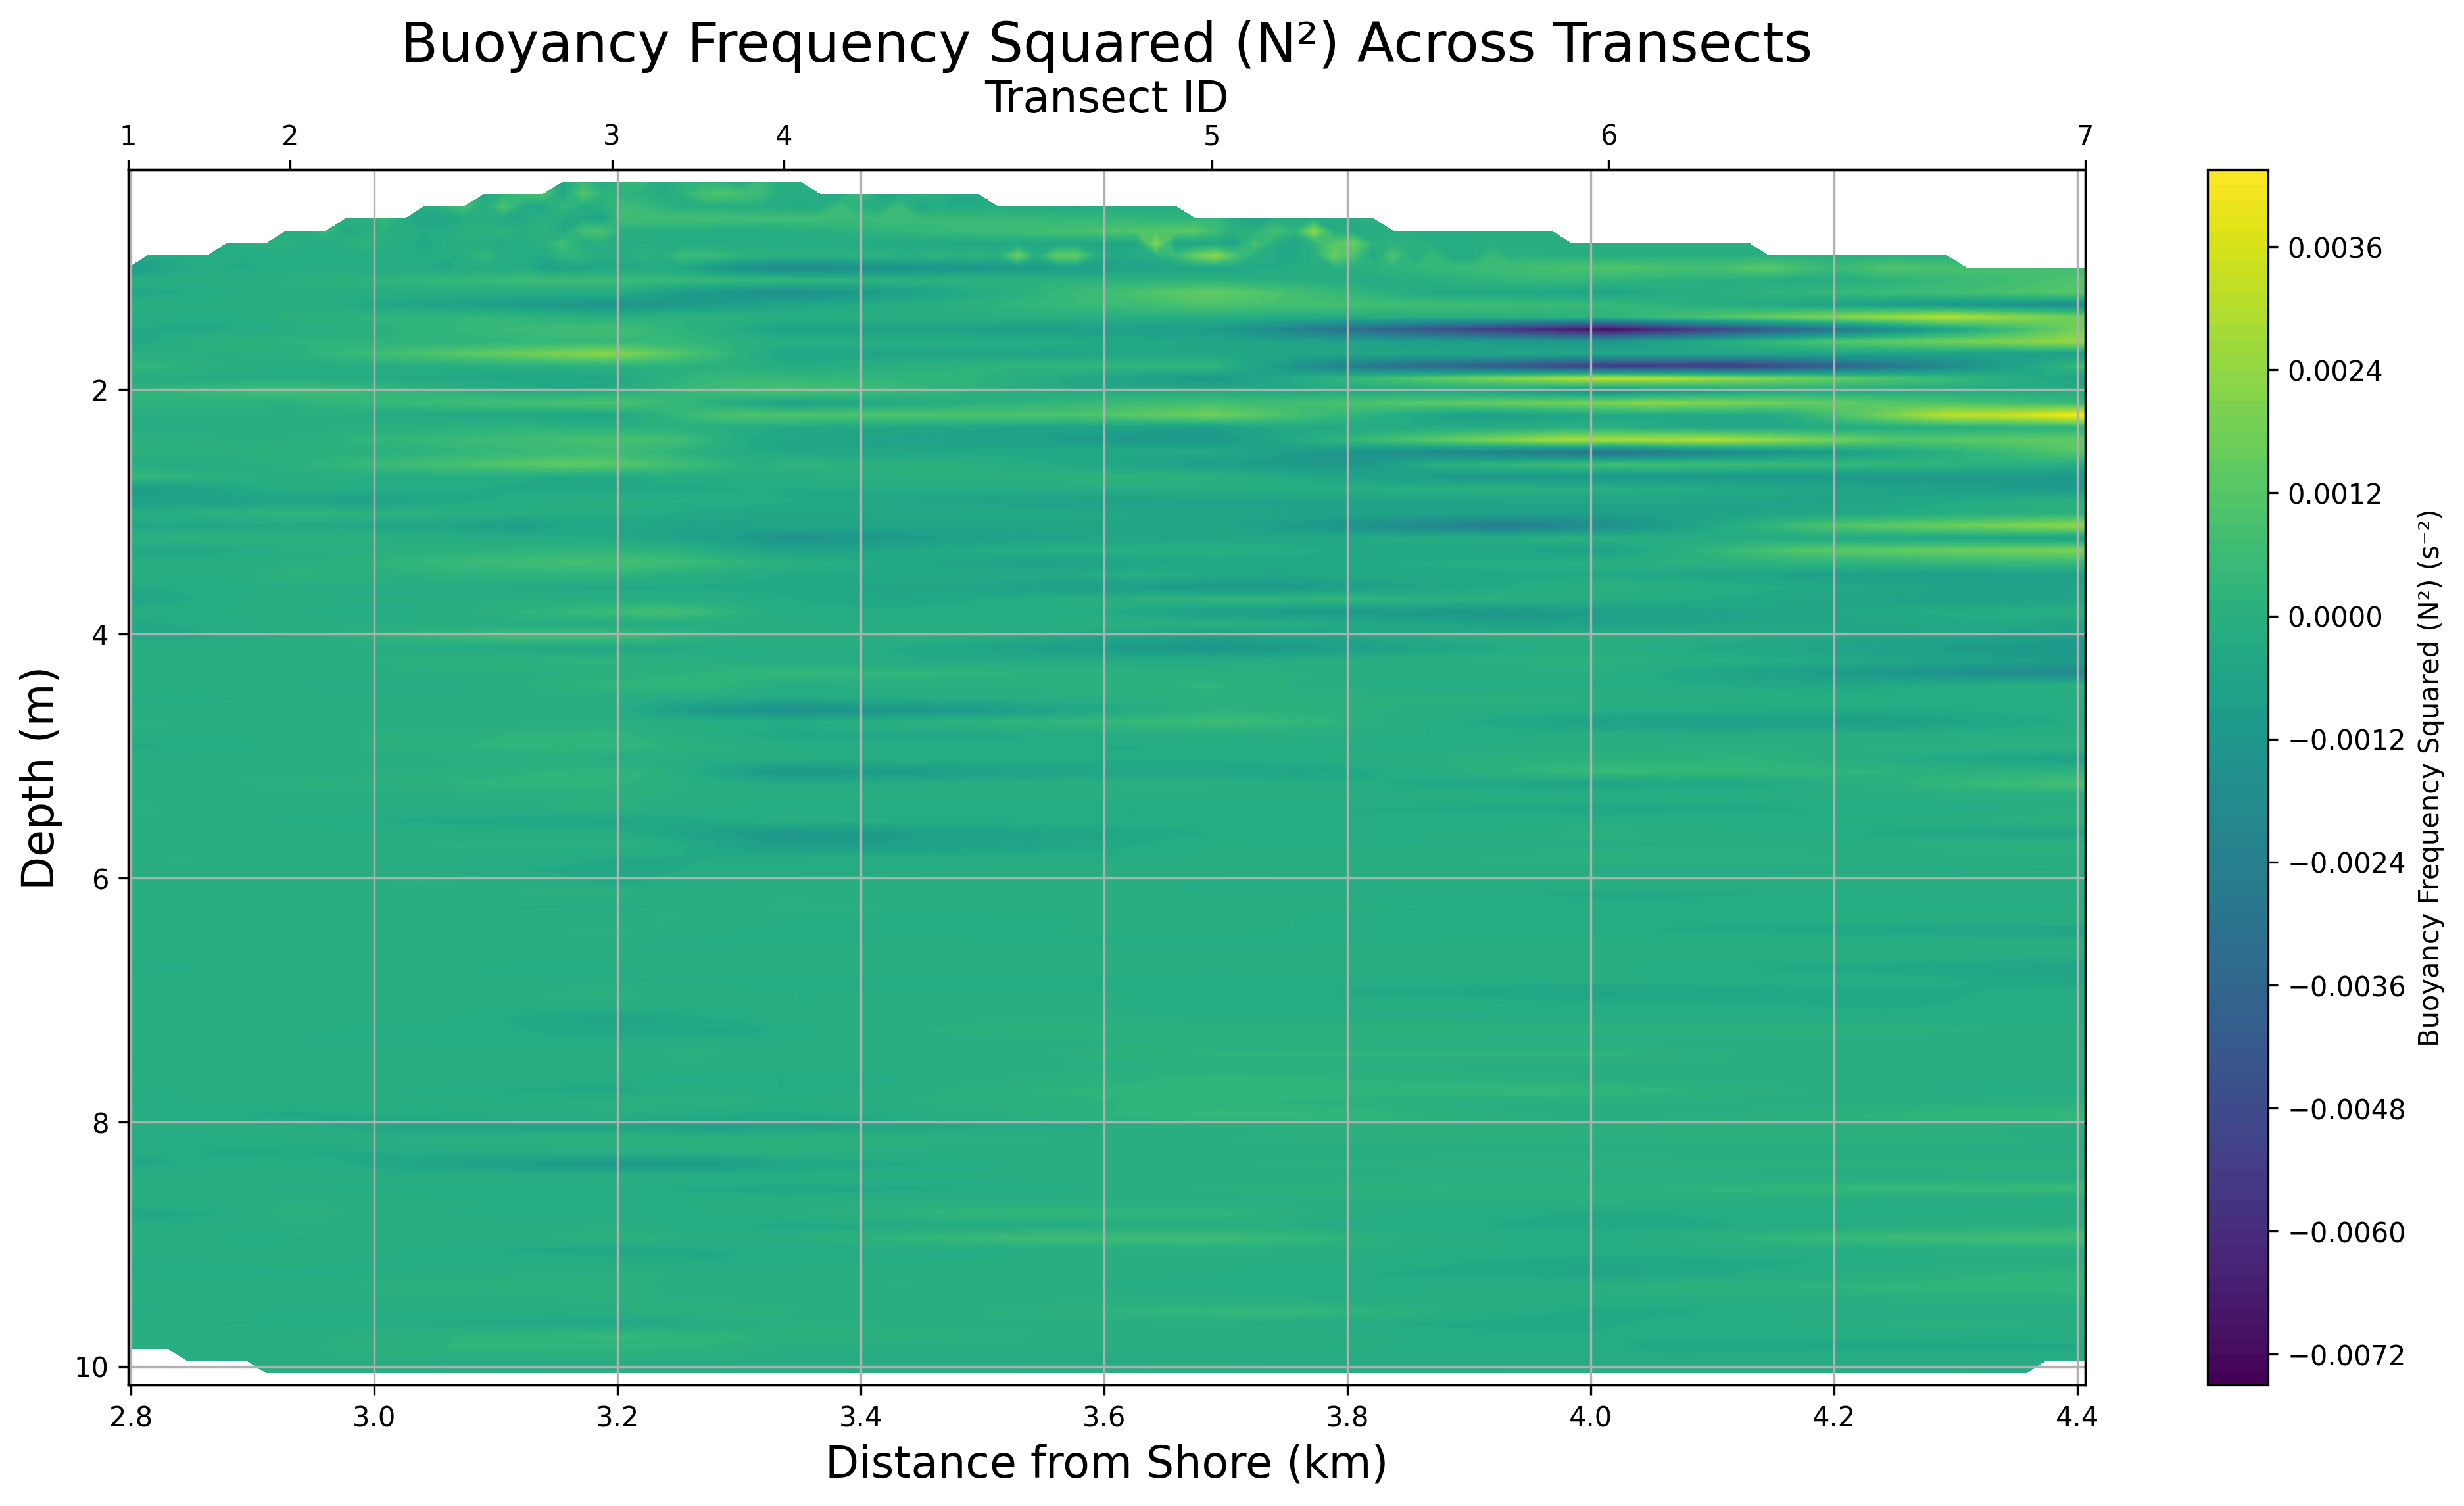 Buoyancy Frequency Squared (N²) Across Transects
Transect ID
1 2 3 4 5 6 7
2
4
6
8
10
Depth (m)
2.8 3.0 3.2 3.4 3.6 3.8 4.0 4.2 4.4
Distance from Shore (km)
0.0036
0.0024
0.0012
0.0000
−0.0012
−0.0024
−0.0036
−0.0048
−0.0060
−0.0072
Buoyancy Frequency Squared (N²) (s⁻²)